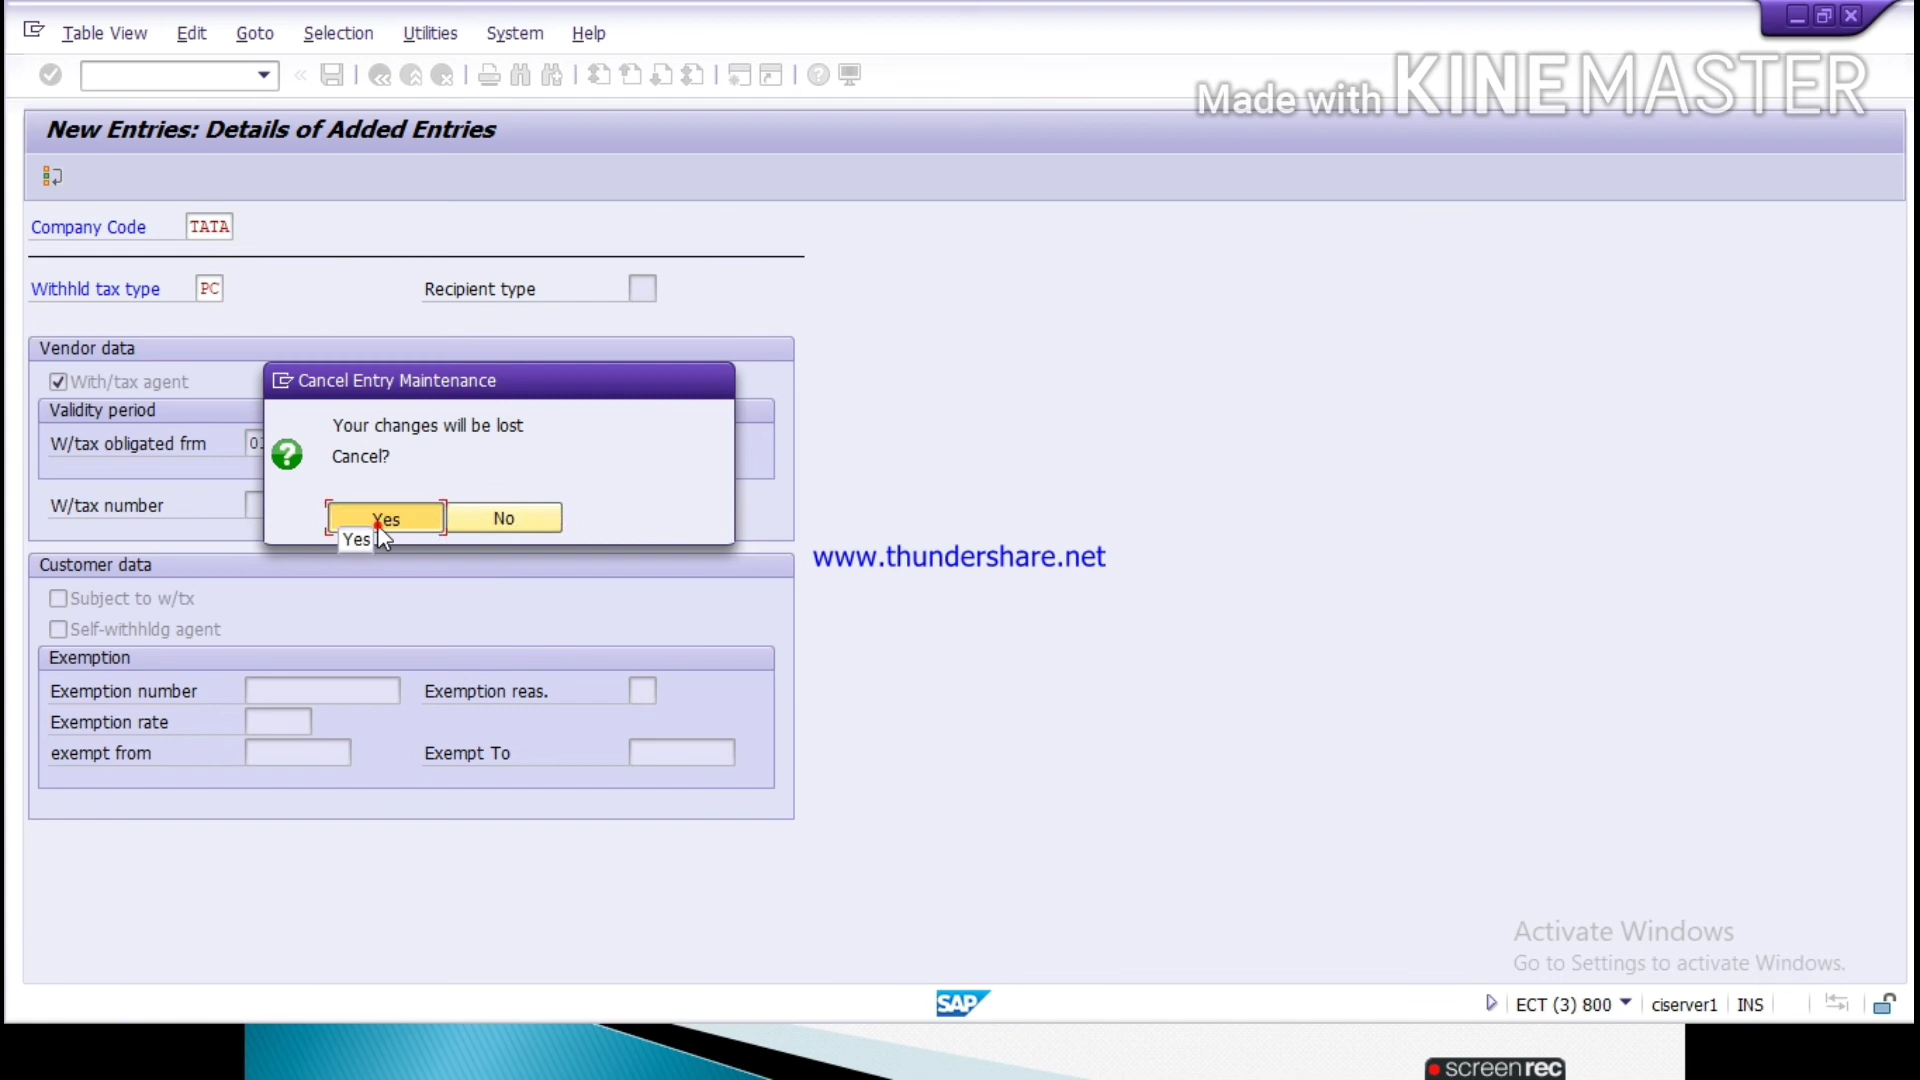 Table View Edit Goto Selection Utilities System Help
Made with KINEMASTER
New Entries: Details of Added Entries
Company Code TATA
Withhld tax type PC Recipient type
Vendor data
With/tax agent
Validity period
W/tax obligated frm
W/tax number
Cancel Entry Maintenance
Your changes will be lost
Cancel?
Yes No
Yes
www.thundershare.net
Customer data
Subject to w/tx
Self-withhldg agent
Exemption
Exemption number Exemption reas.
Exemption rate
exempt from Exempt To
Activate Windows
Go to Settings to activate Windows.
SAP ECT (3) 800 ciserver1 INS
screenrec